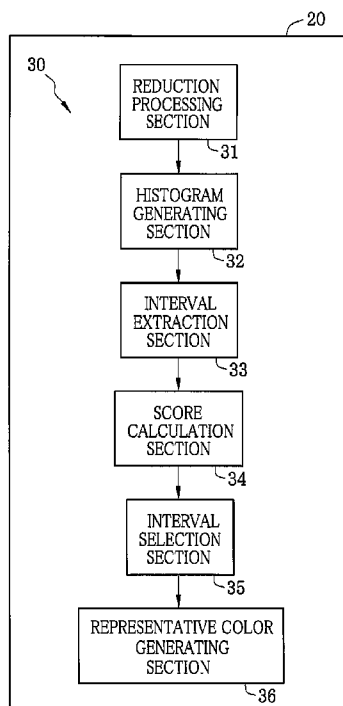 20
30
REDUCTION
PROCESSING
SECTION
31
HISTOGRAM
GENERATING
SECTION
32
INTERVAL
EXTRACTION
SECTION
33
SCORE
CALCULATION
SECTION
34
INTERVAL
SELECTION
SECTION
35
REPRESENTATIVE COLOR
GENERATING
SECTION
36